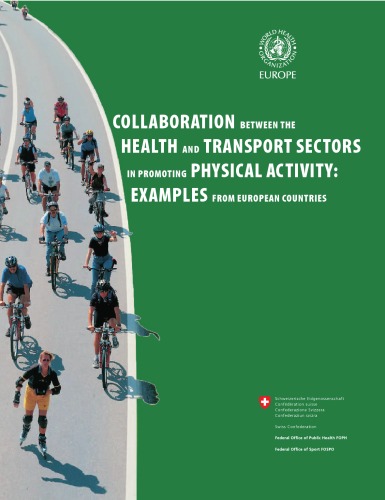 WORLD HEALTH
ORGANIZATION
EUROPE
COLLABORATION BETWEEN THE
HEALTH AND TRANSPORT SECTORS
IN PROMOTING PHYSICAL ACTIVITY:
EXAMPLES FROM EUROPEAN COUNTRIES
Schweizerische Eidgenossenschaft
Confédération suisse
Confederazione Svizzera
Confederaziun svizra
Swiss Confederation
Federal Office of Public Health FOPH
Federal Office of Sport FOSPO